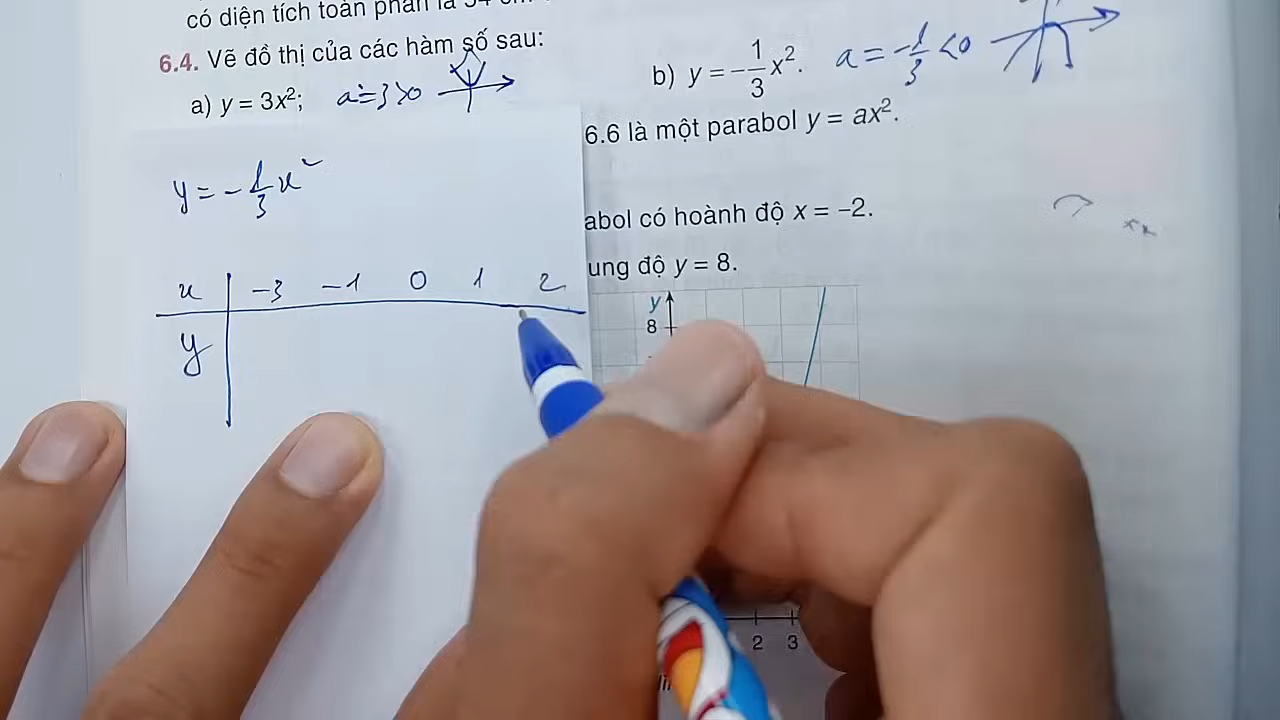 có diện tích toàn phần là 54 cm
6.4. Vẽ đồ thị của các hàm số sau:
a) y = 3x²; a = 3 > 0
b) y = -1/3 x². a = -1/3 < 0
6.6 là một parabol y = ax².
y = -1/3 x²
abol có hoành độ x = –2.
ung độ y = 8.
x -3 -1 0 1 2
y
y
8
2 3